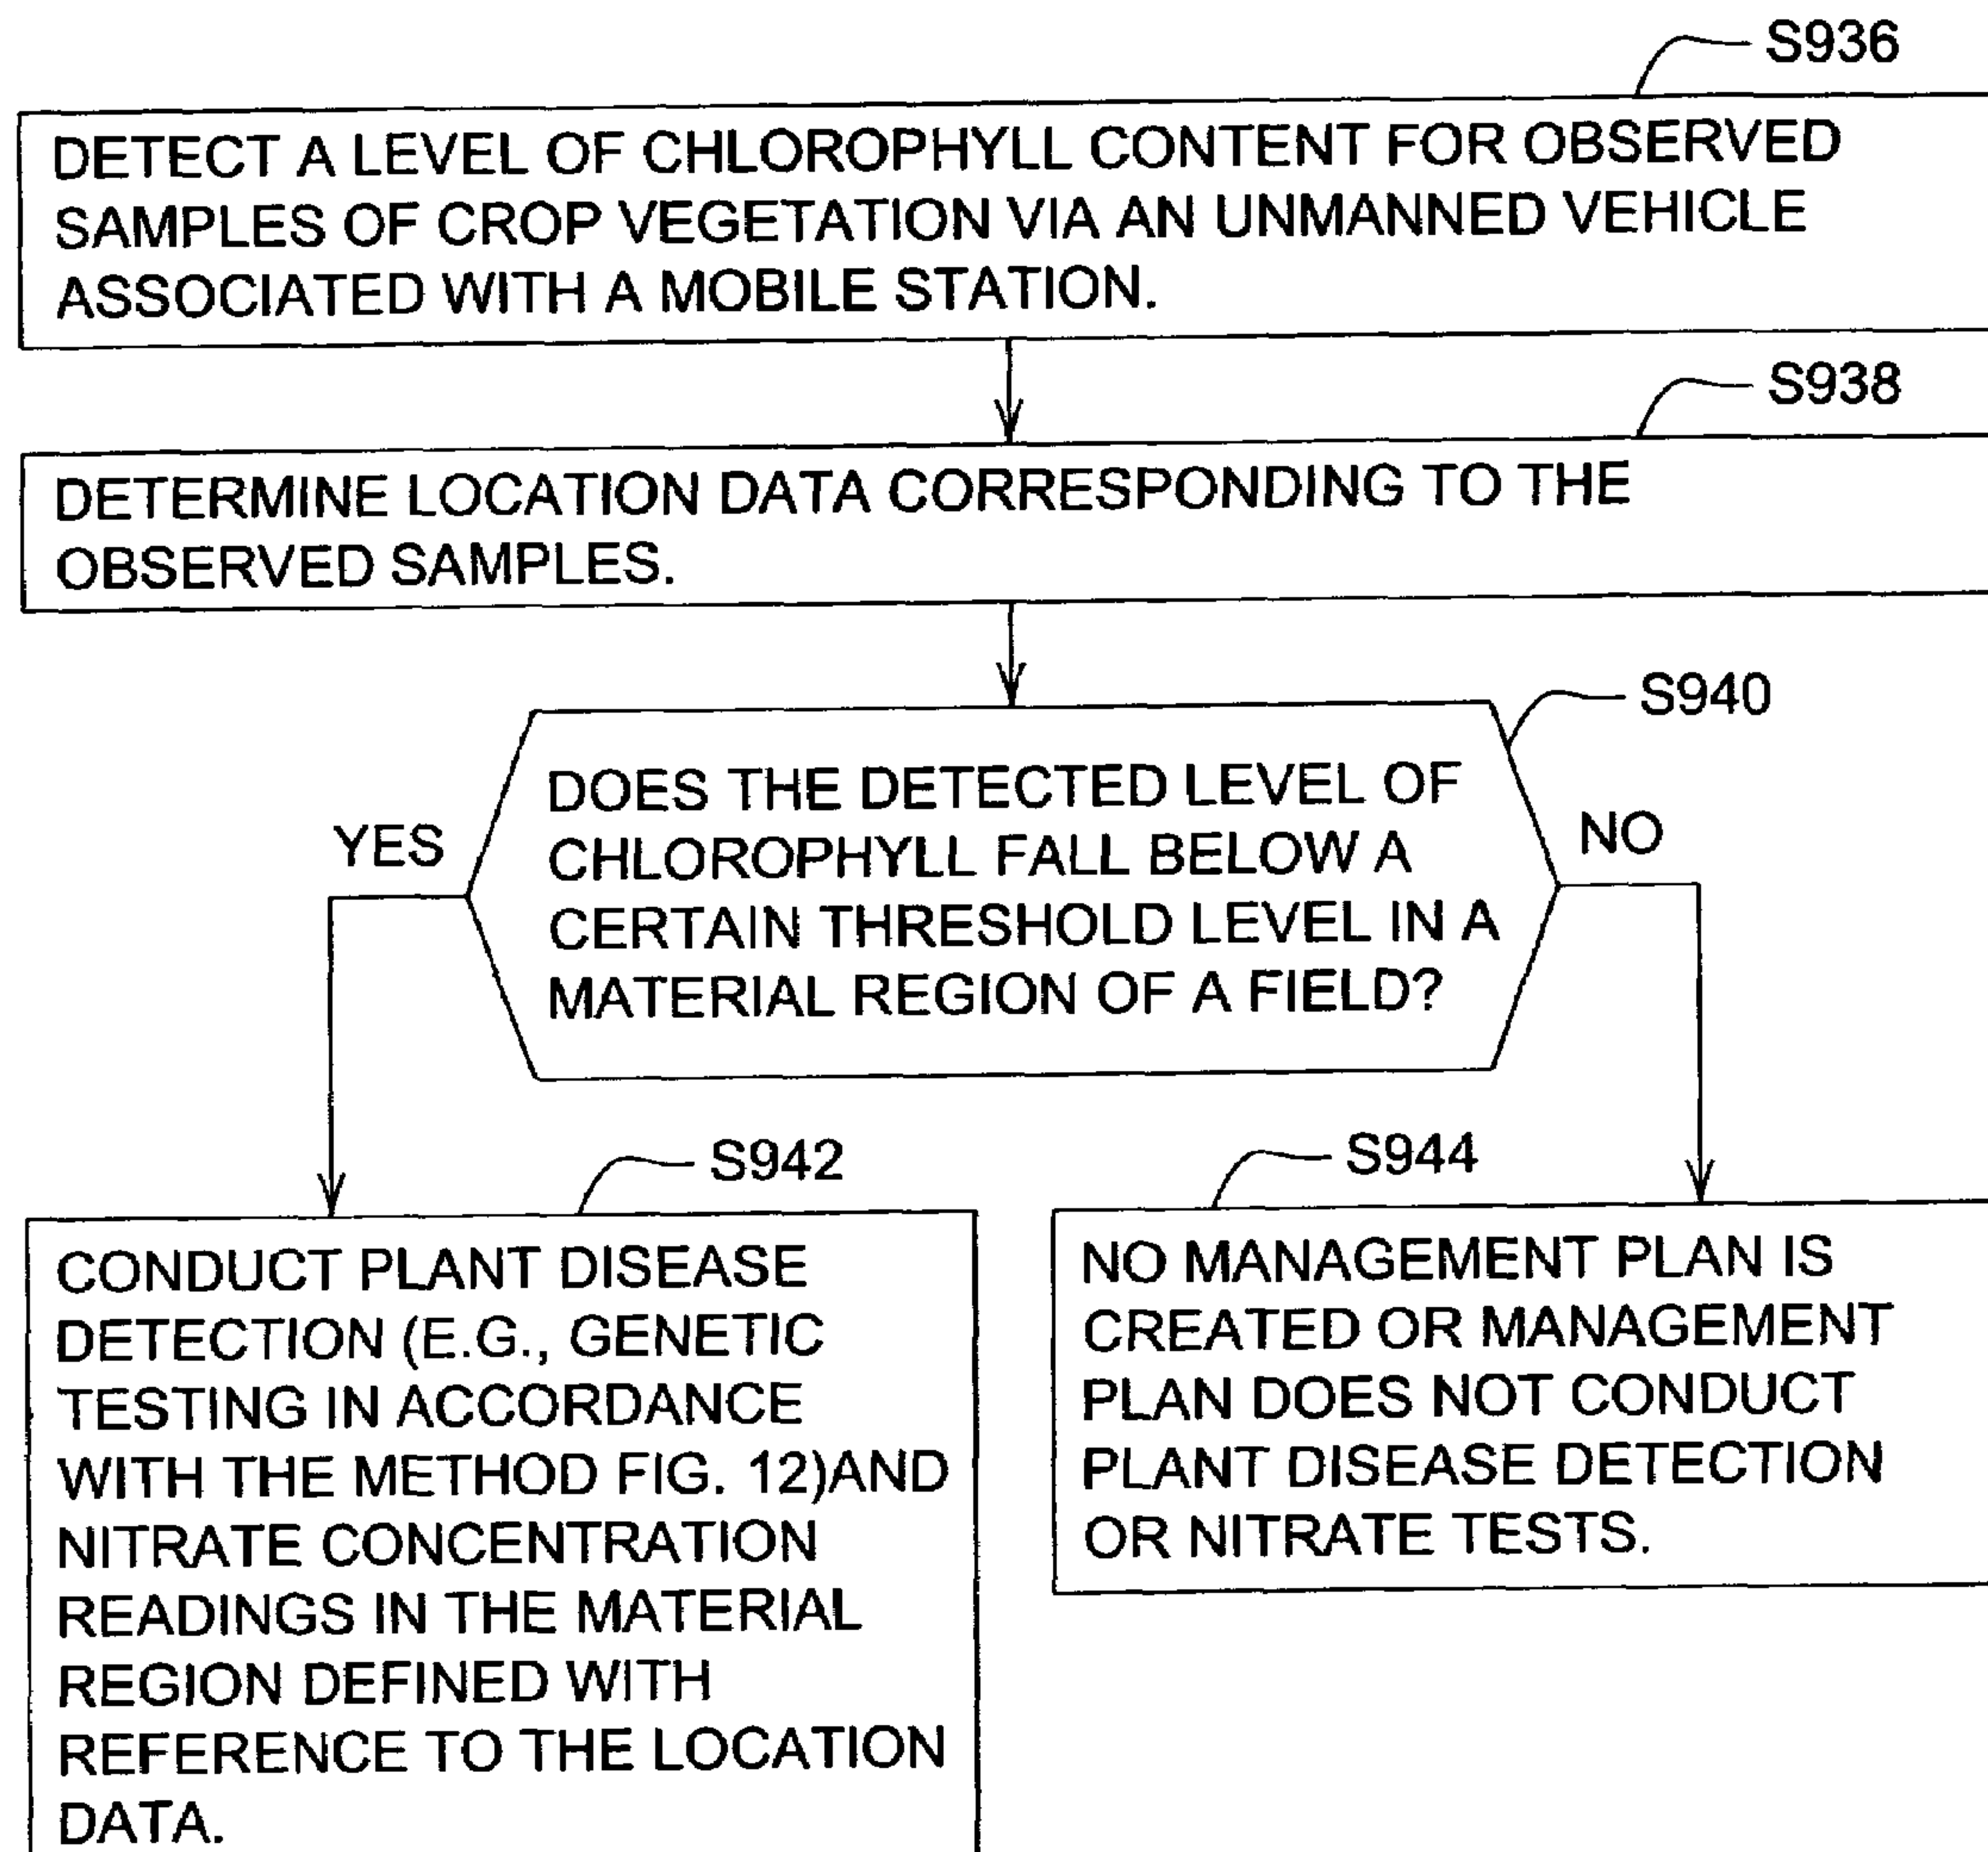 S936
DETECT A LEVEL OF CHLOROPHYLL CONTENT FOR OBSERVED
SAMPLES OF CROP VEGETATION VIA AN UNMANNED VEHICLE
ASSOCIATED WITH A MOBILE STATION.
S938
DETERMINE LOCATION DATA CORRESPONDING TO THE
OBSERVED SAMPLES.
S940
DOES THE DETECTED LEVEL OF
CHLOROPHYLL FALL BELOW A
CERTAIN THRESHOLD LEVEL IN A
MATERIAL REGION OF A FIELD?
YES
NO
S942
CONDUCT PLANT DISEASE
DETECTION (E.G., GENETIC
TESTING IN ACCORDANCE
WITH THE METHOD FIG. 12)AND
NITRATE CONCENTRATION
READINGS IN THE MATERIAL
REGION DEFINED WITH
REFERENCE TO THE LOCATION
DATA.
S944
NO MANAGEMENT PLAN IS
CREATED OR MANAGEMENT
PLAN DOES NOT CONDUCT
PLANT DISEASE DETECTION
OR NITRATE TESTS.